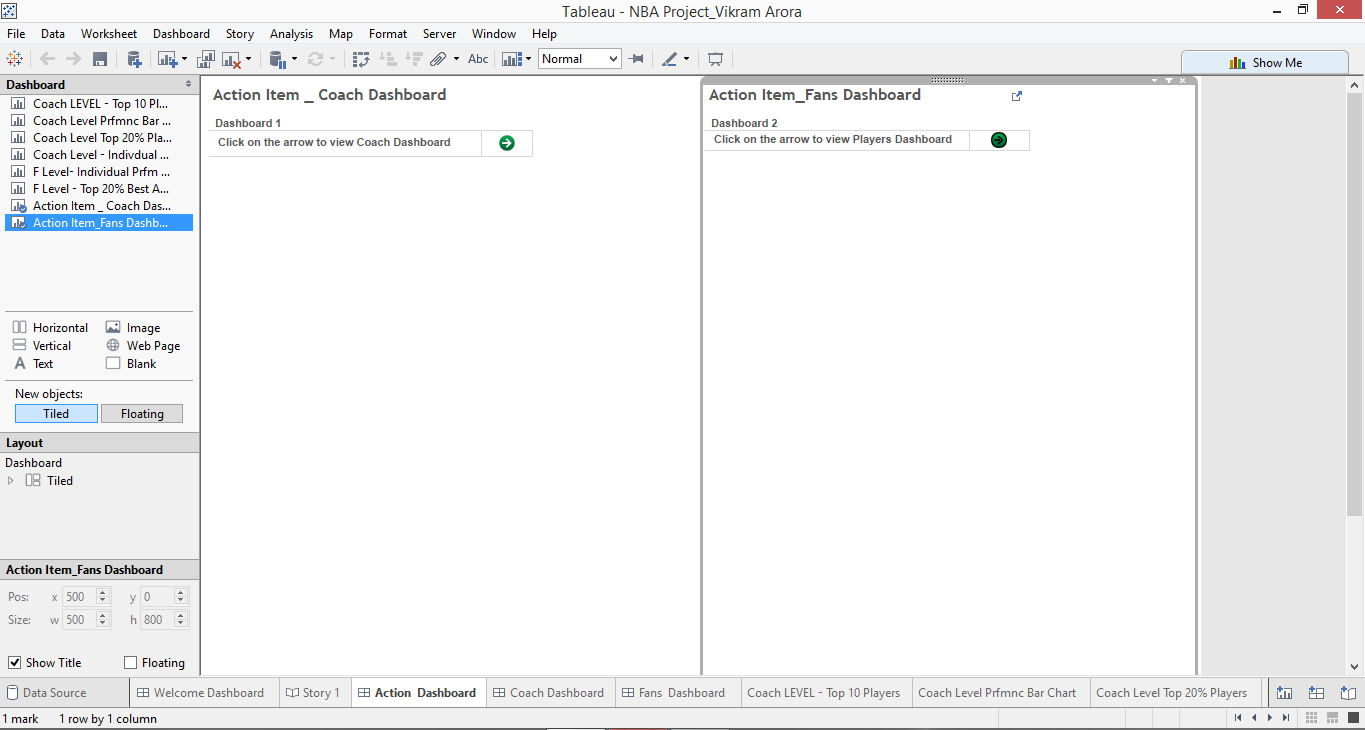 Tableau - NBA Project_Vikram Arora
File Data Worksheet Dashboard Story Analysis Map Format Server Window Help
Abc Normal Show Me
Dashboard
Coach LEVEL - Top 10 Pl...
Coach Level Prfmnc Bar ...
Coach Level Top 20% Pla...
Coach Level - Indivdual ...
F Level- Individual Prfm ...
F Level - Top 20% Best A...
Action Item _ Coach Das...
Action Item_Fans Dashb...
Horizontal Image
Vertical Web Page
A Text Blank
New objects:
Tiled Floating
Layout
Dashboard
Tiled
Action Item_Fans Dashboard
Pos: x 500 y 0
Size: w 500 h 800
Show Title Floating
Action Item _ Coach Dashboard
Dashboard 1
Click on the arrow to view Coach Dashboard
Action Item_Fans Dashboard
Dashboard 2
Click on the arrow to view Players Dashboard
Data Source Welcome Dashboard Story 1 Action Dashboard Coach Dashboard Fans Dashboard Coach LEVEL - Top 10 Players Coach Level Prfmnc Bar Chart Coach Level Top 20% Players
1 mark 1 row by 1 column